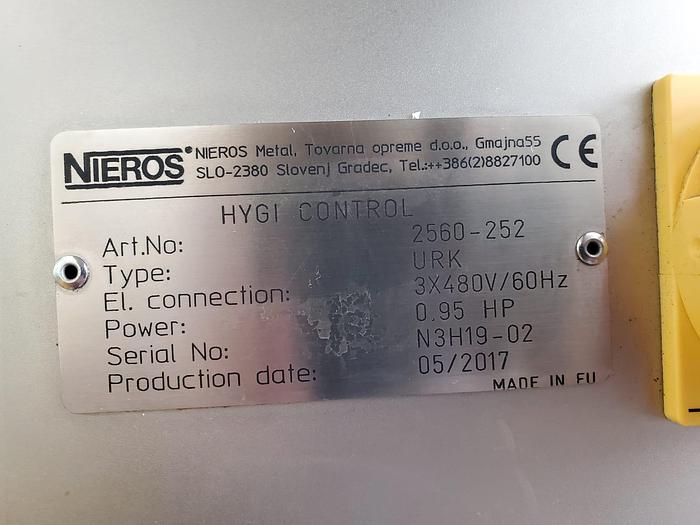 NIEROS® NIEROS Metal, Tovarna opreme d.o.o., Gmajna55
SLO-2380 Slovenj Gradec, Tel.:++386(2)8827100 CE
HYGI CONTROL
Art.No: 2560-252
Type: URK
El. connection: 3X480V/60Hz
Power: 0.95 HP
Serial No: N3H19-02
Production date: 05/2017
MADE IN EU